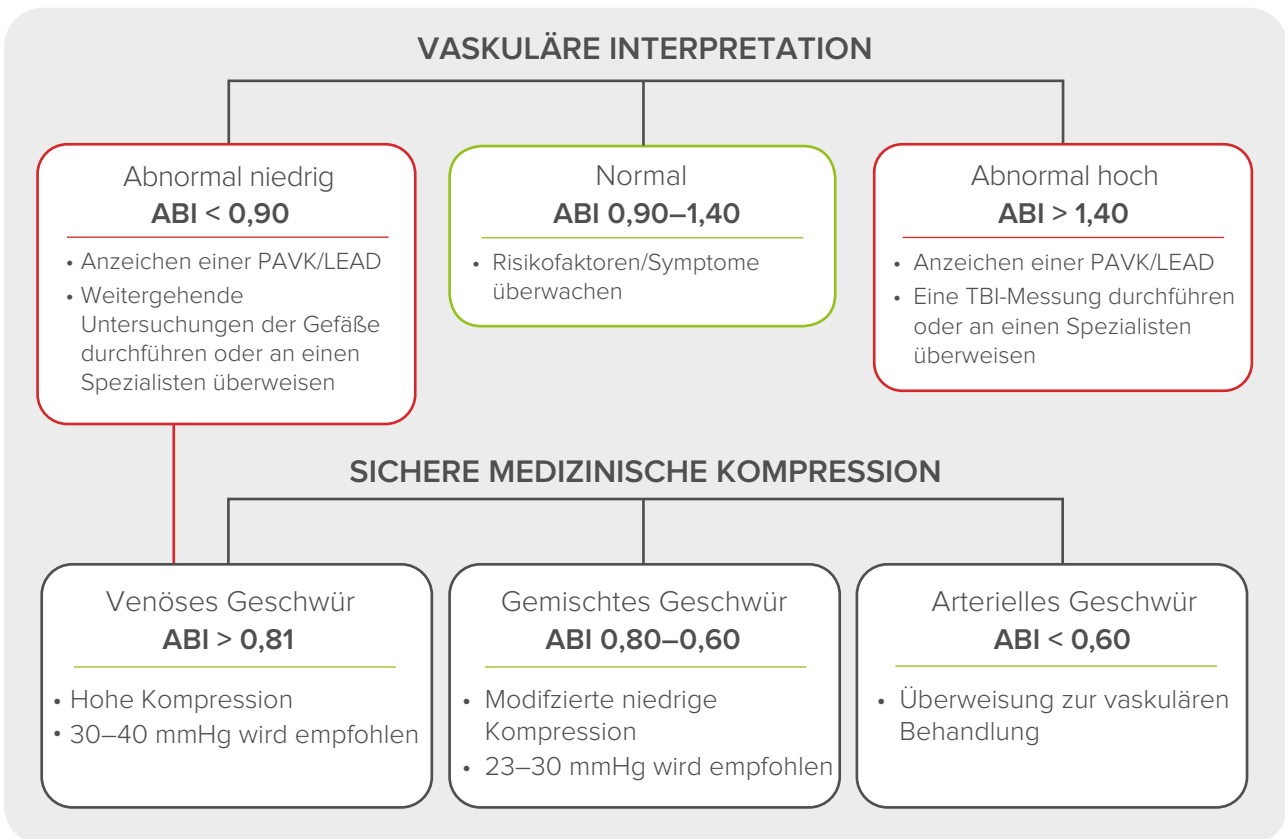 VASKULÄRE INTERPRETATION
Abnormal niedrig
ABI < 0,90
• Anzeichen einer PAVK/LEAD
• Weitergehende
Untersuchungen der Gefäße
durchführen oder an einen
Spezialisten überweisen
Normal
ABI 0,90–1,40
• Risikofaktoren/Symptome
überwachen
Abnormal hoch
ABI > 1,40
• Anzeichen einer PAVK/LEAD
• Eine TBI-Messung durchführen
oder an einen Spezialisten
überweisen
SICHERE MEDIZINISCHE KOMPRESSION
Venöses Geschwür
ABI > 0,81
• Hohe Kompression
• 30–40 mmHg wird empfohlen
Gemischtes Geschwür
ABI 0,80–0,60
• Modifzierte niedrige
Kompression
• 23–30 mmHg wird empfohlen
Arterielles Geschwür
ABI < 0,60
• Überweisung zur vaskulären
Behandlung